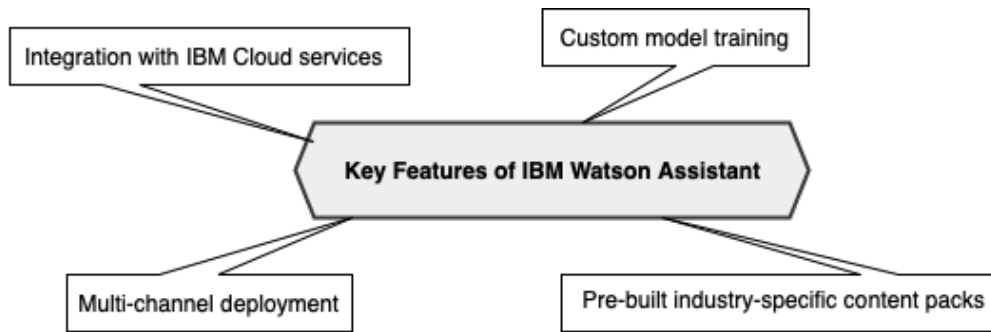 Integration with IBM Cloud services
Custom model training
Key Features of IBM Watson Assistant
Multi-channel deployment
Pre-built industry-specific content packs